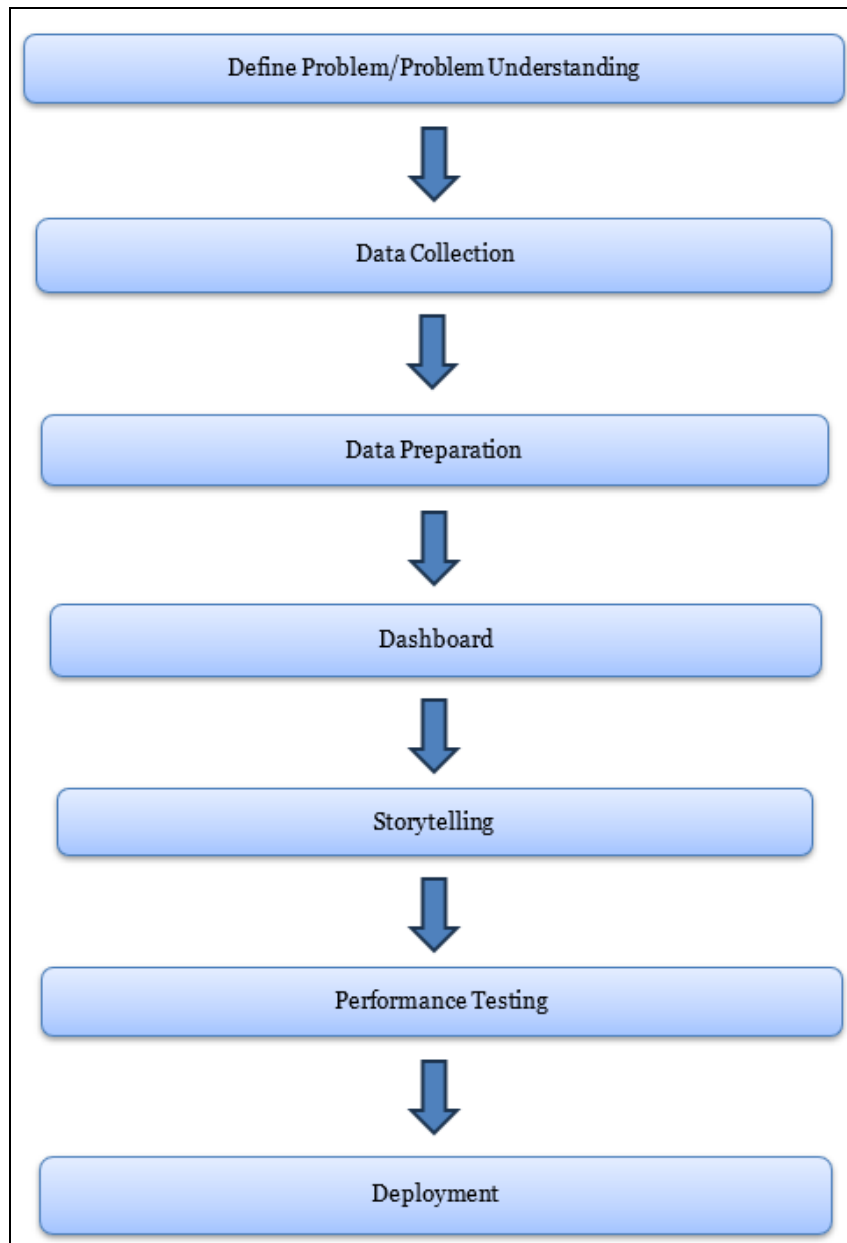 Define Problem/Problem Understanding
Data Collection
Data Preparation
Dashboard
Storytelling
Performance Testing
Deployment